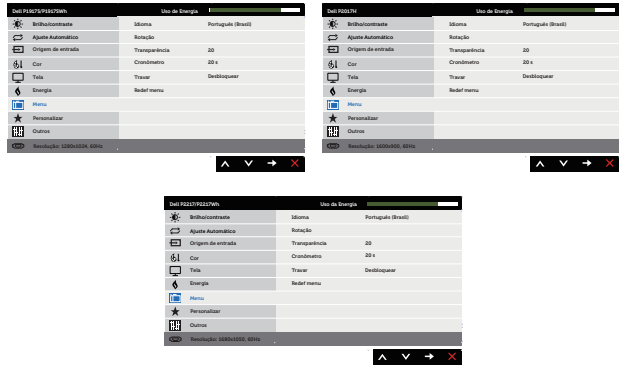 Dell P1917S/P1917SWh Uso de Energia
Brilho/contraste Idioma Português (Brasil)
Ajuste Automático Rotação
Origem de entrada Transparência 20
Cor Cronômetro 20 s
Tela Travar Desbloquear
Energia Redef menu
Menu
Personalizar
Outros
Resolução: 1280x1024, 60Hz
Dell P2017H Uso de Energia
Brilho/contraste Idioma Português (Brasil)
Ajuste Automático Rotação
Origem de entrada Transparência 20
Cor Cronômetro 20 s
Tela Travar Desbloquear
Energia Redef menu
Menu
Personalizar
Outros
Resolução: 1600x900, 60Hz
Dell P2217/P2217Wh Uso da Energia
Brilho/contraste Idioma Português (Brasil)
Ajuste Automático Rotação
Origem de entrada Transparência 20
Cor Cronômetro 20 s
Tela Travar Desbloquear
Energia Redef menu
Menu
Personalizar
Outros
Resolução: 1680x1050, 60Hz